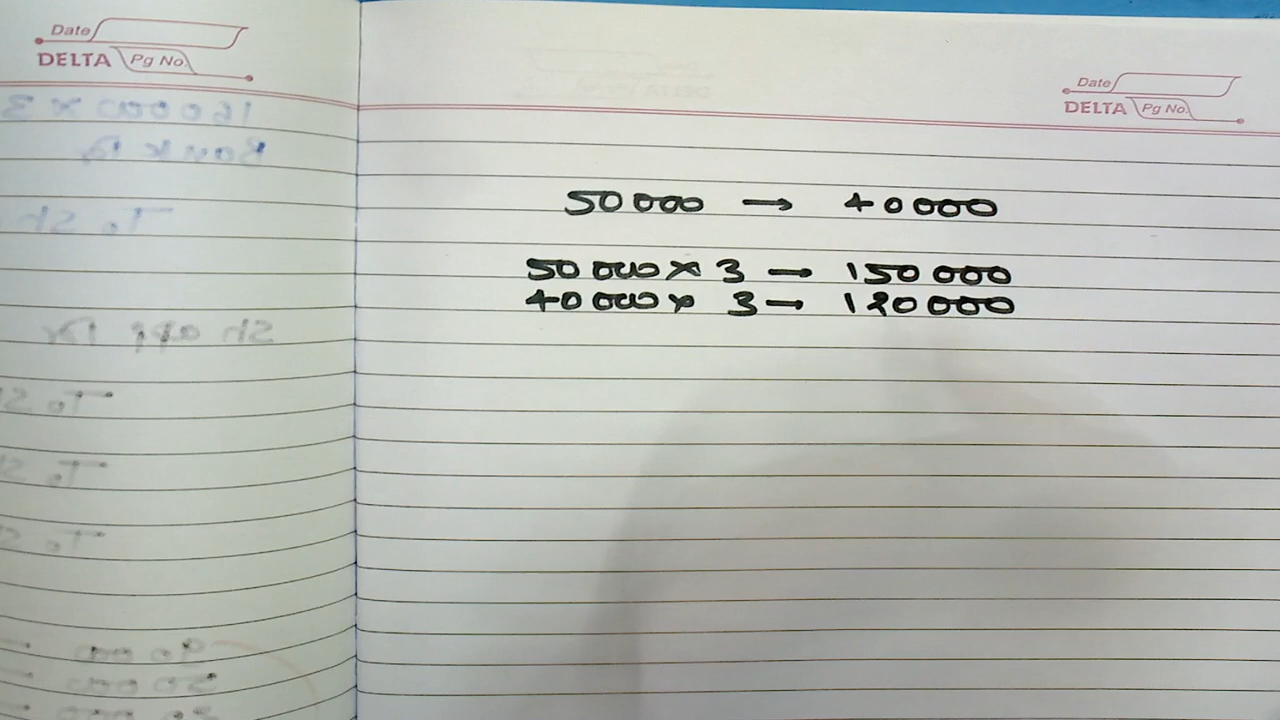 Date
DELTA Pg No.
Date
DELTA Pg No.
50000 → 40000
50000 × 3 → 150000
40000 × 3 → 120000